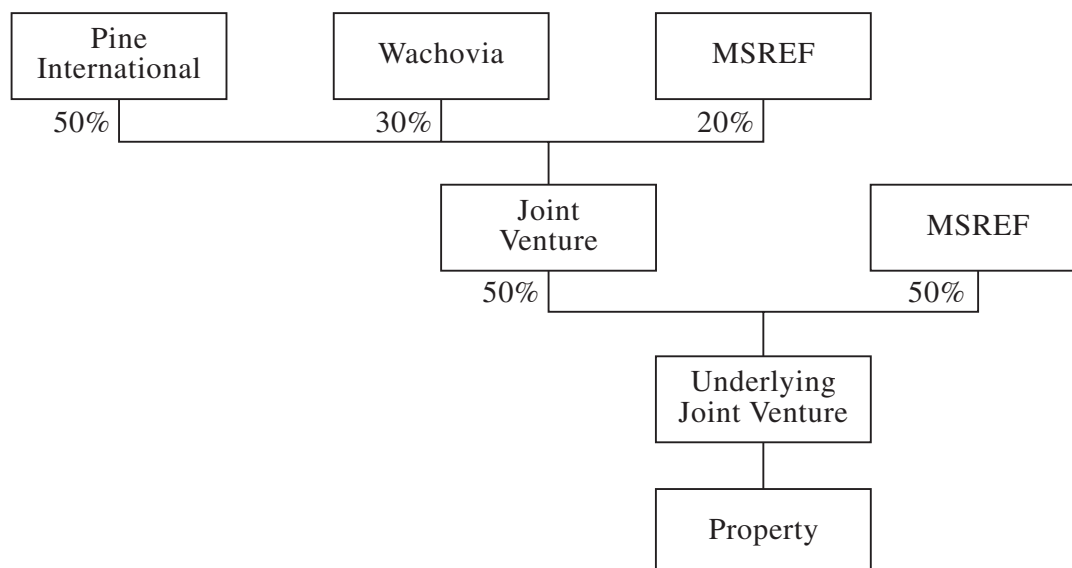 Pine
International
Wachovia
MSREF
50%
30%
20%
Joint
Venture
MSREF
50%
50%
Underlying
Joint Venture
Property